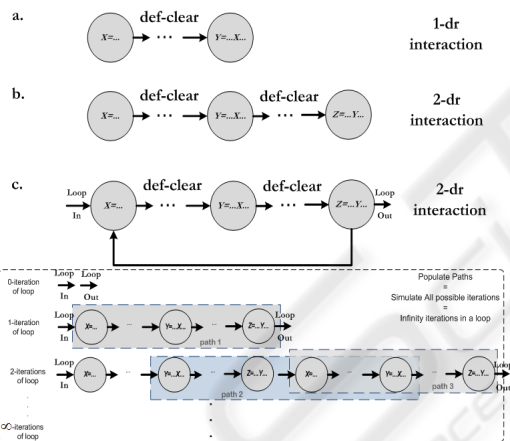 a.
X=... def-clear ... Y=...X...
1-dr
interaction
b.
X=... def-clear ... Y=...X... def-clear ... Z=...Y...
2-dr
interaction
c.
Loop
In
X=... def-clear ... Y=...X... def-clear ... Z=...Y...
Loop
Out
2-dr
interaction
0-iteration
of loop
Loop Loop
In Out
Populate Paths
=
Simulate All possible iterations
=
Infinity iterations in a loop
1-iteration
of loop
Loop
In
X=... ... Y=...X... ... Z=...Y...
Loop
Out
path 1
2-iterations
of loop
Loop
In
X=... ... Y=...X... ... Z=...Y... X=... ... Y=...X... ... Z=...Y...
Loop
Out
path 2
path 3
∞-iterations
of loop